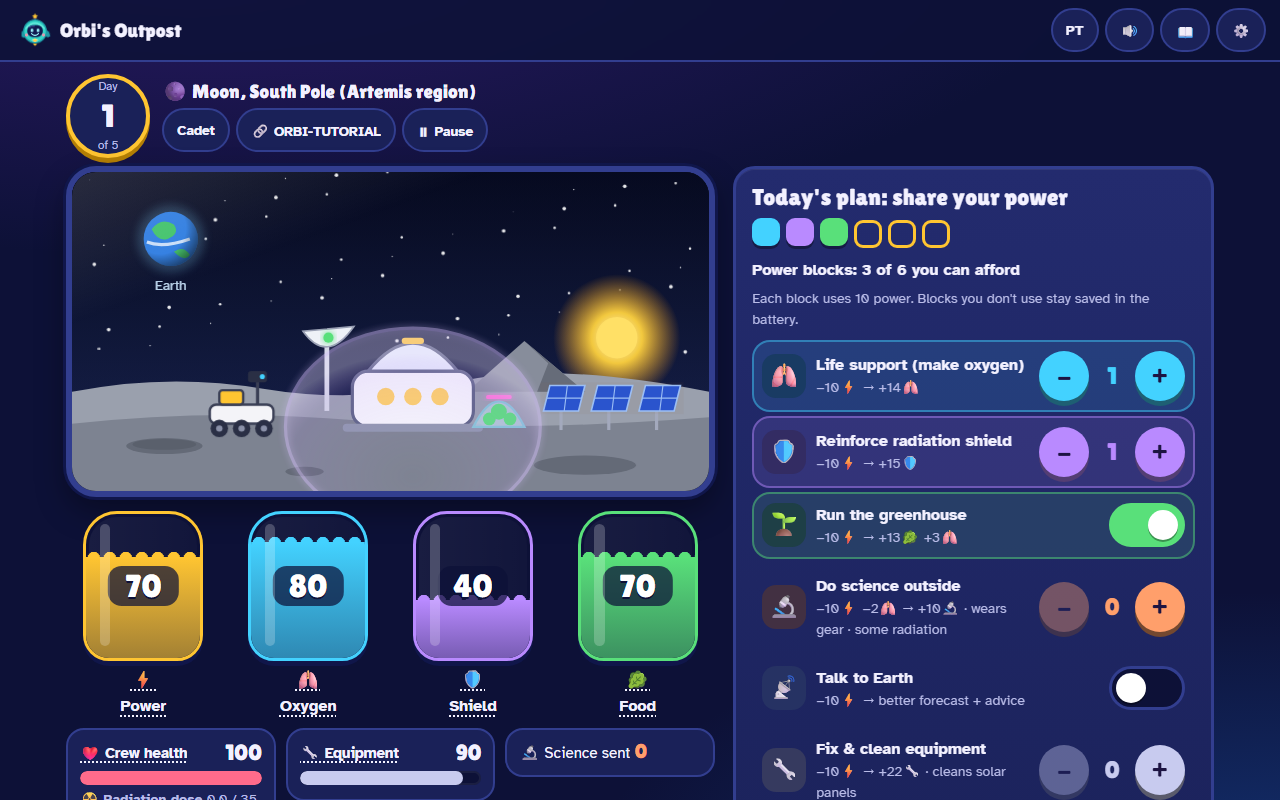 Orbi's Outpost
PT
Day
1
of 5
Moon, South Pole (Artemis region)
Cadet
ORBI-TUTORIAL
Pause
Earth
70
80
40
70
Power
Oxygen
Shield
Food
Crew health 100
Equipment 90
Science sent 0
Radiation dose 0.0 / 35
Today's plan: share your power
Power blocks: 3 of 6 you can afford
Each block uses 10 power. Blocks you don't use stay saved in the
battery.
Life support (make oxygen)
−10 → +14
– 1 +
Reinforce radiation shield
−10 → +15
– 1 +
Run the greenhouse
−10 → +13 +3
Do science outside
−10 −2 → +10 · wears
gear · some radiation
– 0 +
Talk to Earth
−10 → better forecast + advice
Fix & clean equipment
−10 → +22 · cleans solar
panels
– 0 +